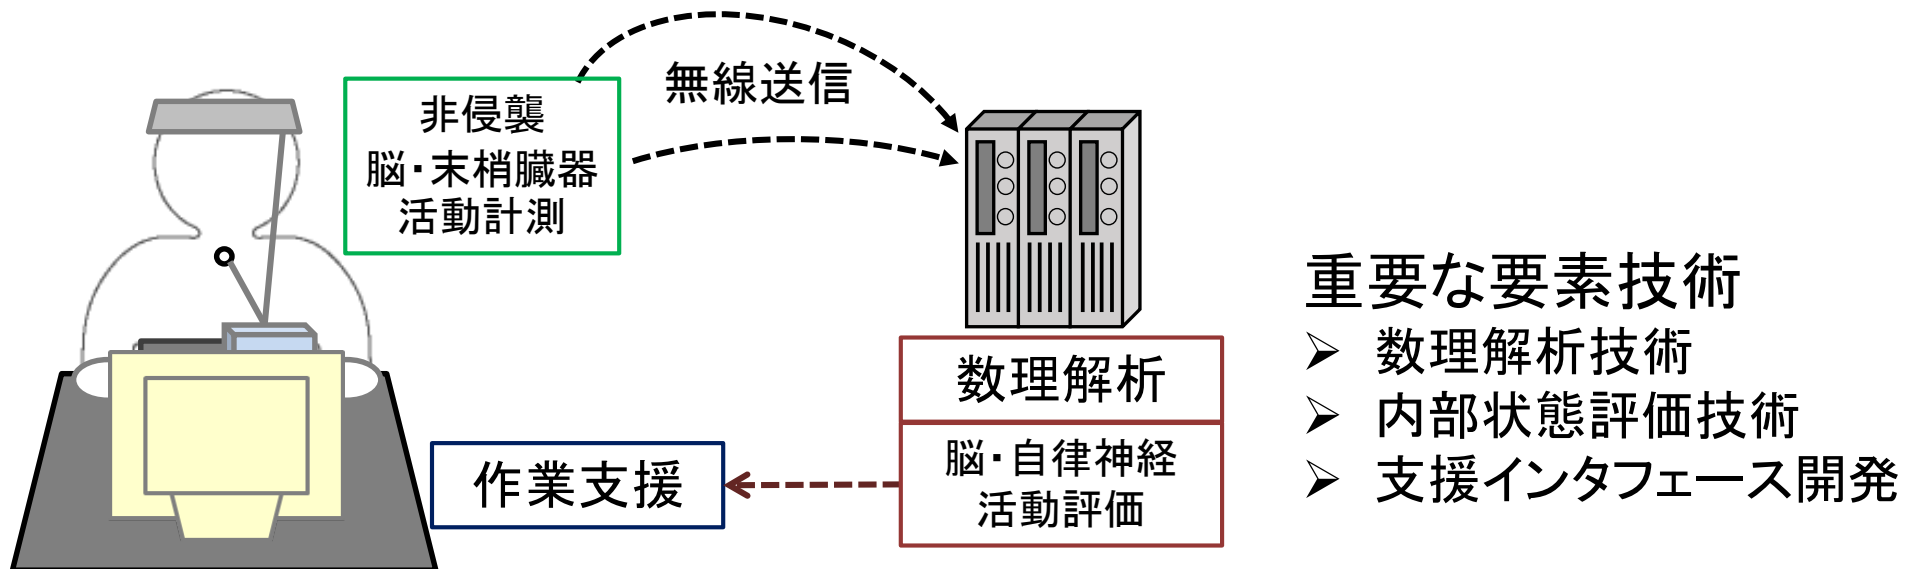 無線送信
非侵襲
脳・末梢臓器
活動計測
数理解析
脳・自律神経
活動評価
作業支援
重要な要素技術
➢ 数理解析技術
➢ 内部状態評価技術
➢ 支援インタフェース開発